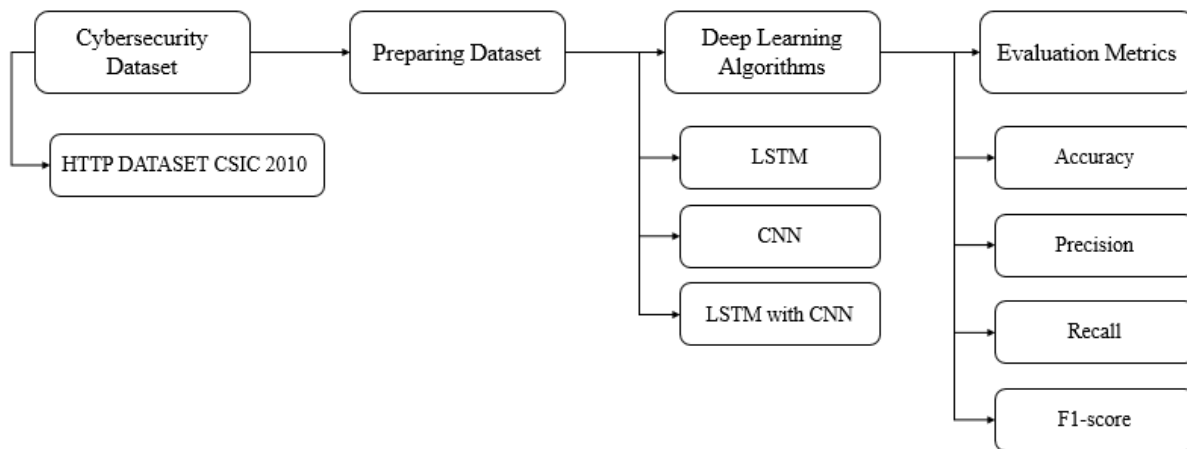 Cybersecurity
Dataset
Preparing Dataset
Deep Learning
Algorithms
Evaluation Metrics
HTTP DATASET CSIC 2010
LSTM
CNN
LSTM with CNN
Accuracy
Precision
Recall
F1-score